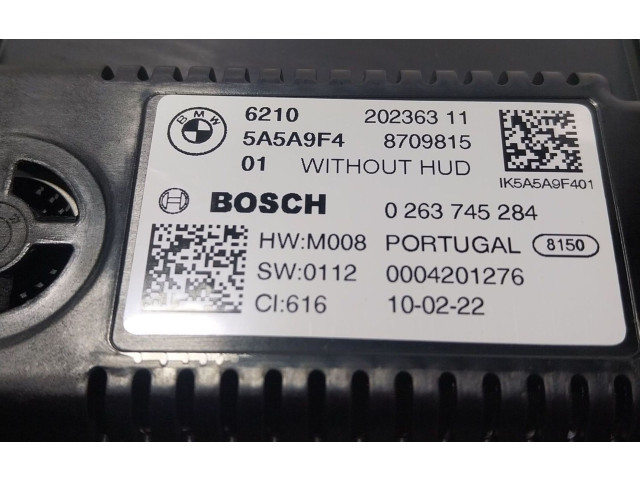 BMW
6210 202363 11
5A5A9F4 8709815
01 WITHOUT HUD
IK5A5A9F401
BOSCH 0 263 745 284
HW:M008 PORTUGAL 8150
SW:0112 0004201276
CI:616 10-02-22